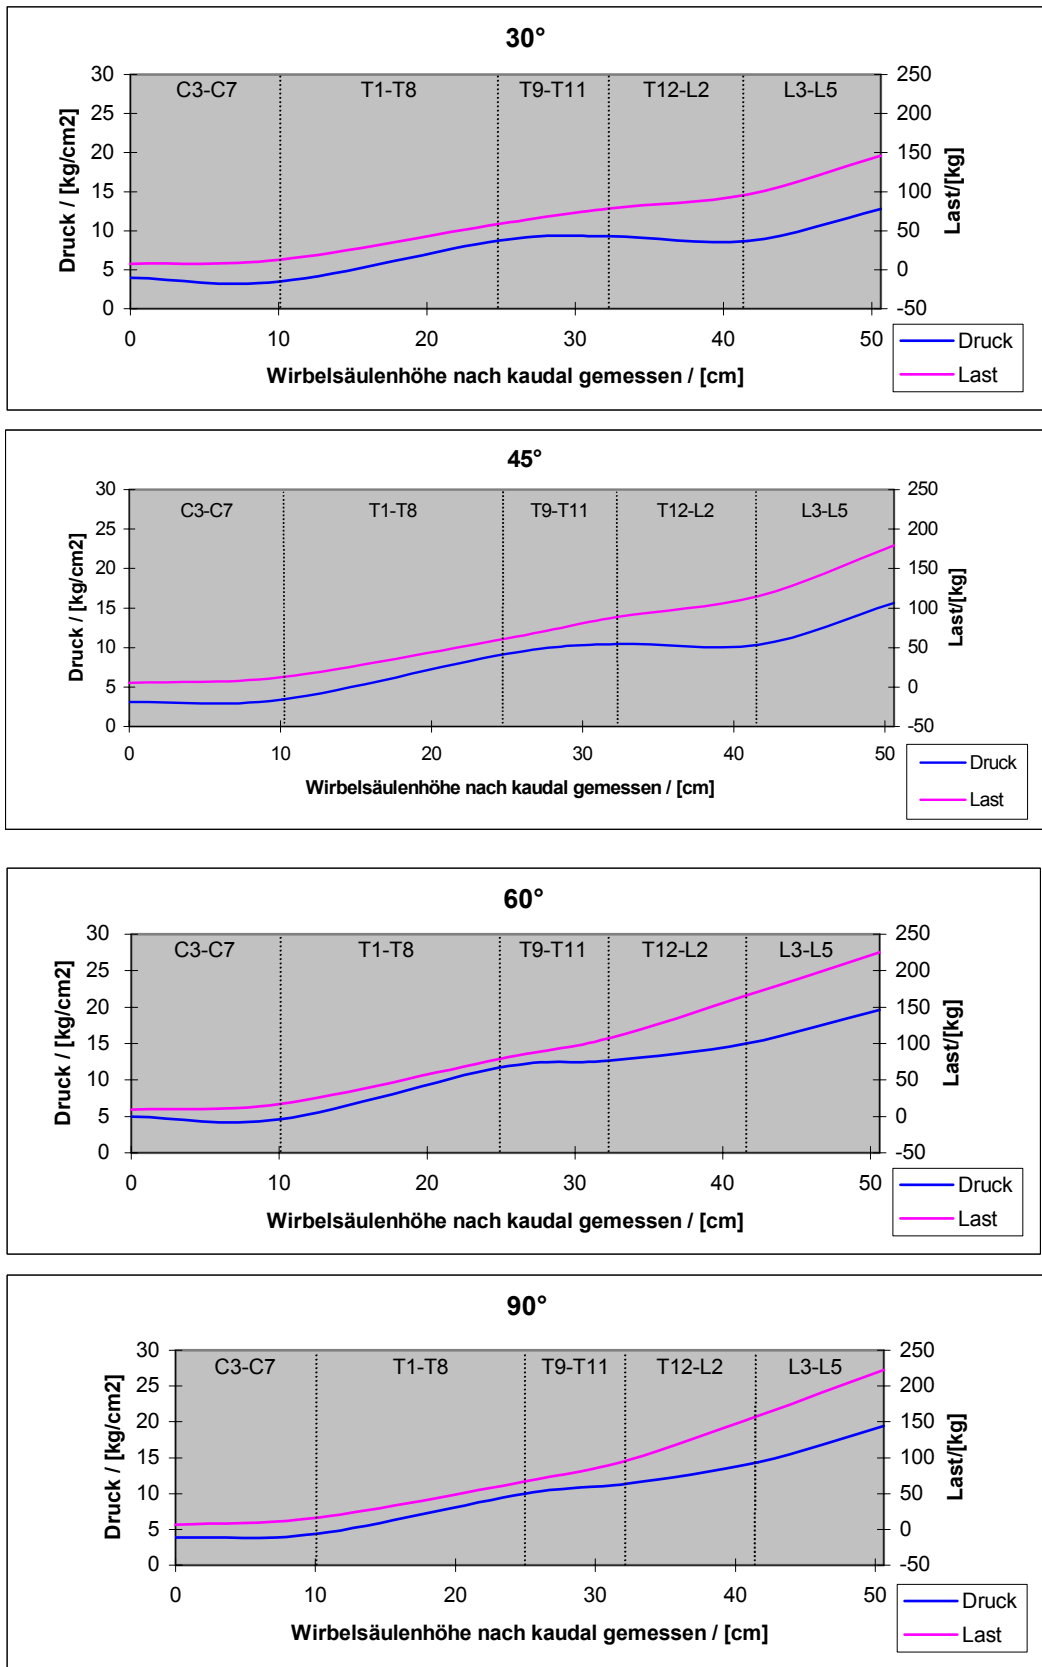 30°
30 C3-C7 T1-T8 T9-T11 T12-L2 L3-L5 250
25 200
20 150
15 100
10 50
5 0
0 -50
Druck / [kg/cm2]
Last/[kg]
0 10 20 30 40 50
Wirbelsäulenhöhe nach kaudal gemessen / [cm]
Druck
Last
45°
30 C3-C7 T1-T8 T9-T11 T12-L2 L3-L5 250
25 200
20 150
15 100
10 50
5 0
0 -50
Druck / [kg/cm2]
Last/[kg]
0 10 20 30 40 50
Wirbelsäulenhöhe nach kaudal gemessen / [cm]
Druck
Last
60°
30 C3-C7 T1-T8 T9-T11 T12-L2 L3-L5 250
25 200
20 150
15 100
10 50
5 0
0 -50
Druck / [kg/cm2]
Last/[kg]
0 10 20 30 40 50
Wirbelsäulenhöhe nach kaudal gemessen / [cm]
Druck
Last
90°
30 C3-C7 T1-T8 T9-T11 T12-L2 L3-L5 250
25 200
20 150
15 100
10 50
5 0
0 -50
Druck / [kg/cm2]
Last/[kg]
0 10 20 30 40 50
Wirbelsäulenhöhe nach kaudal gemessen / [cm]
Druck
Last